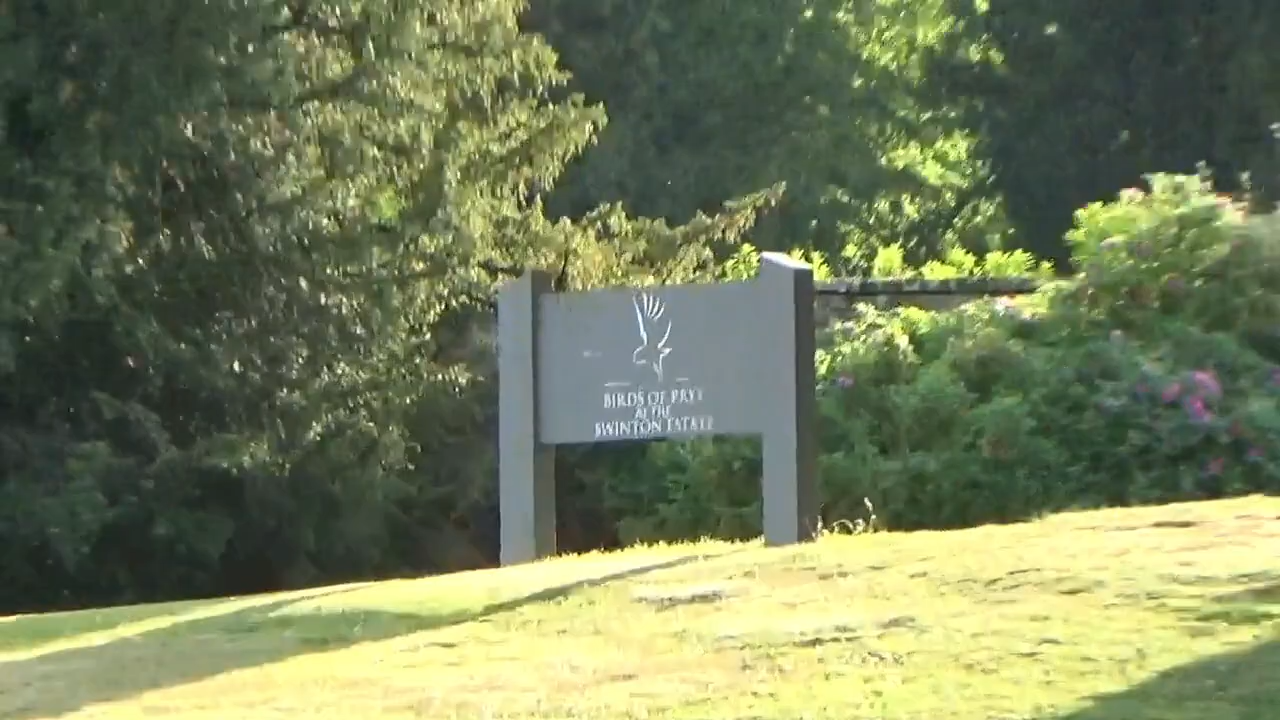 BIRDS OF PREY
AT THE
SWINTON ESTATE